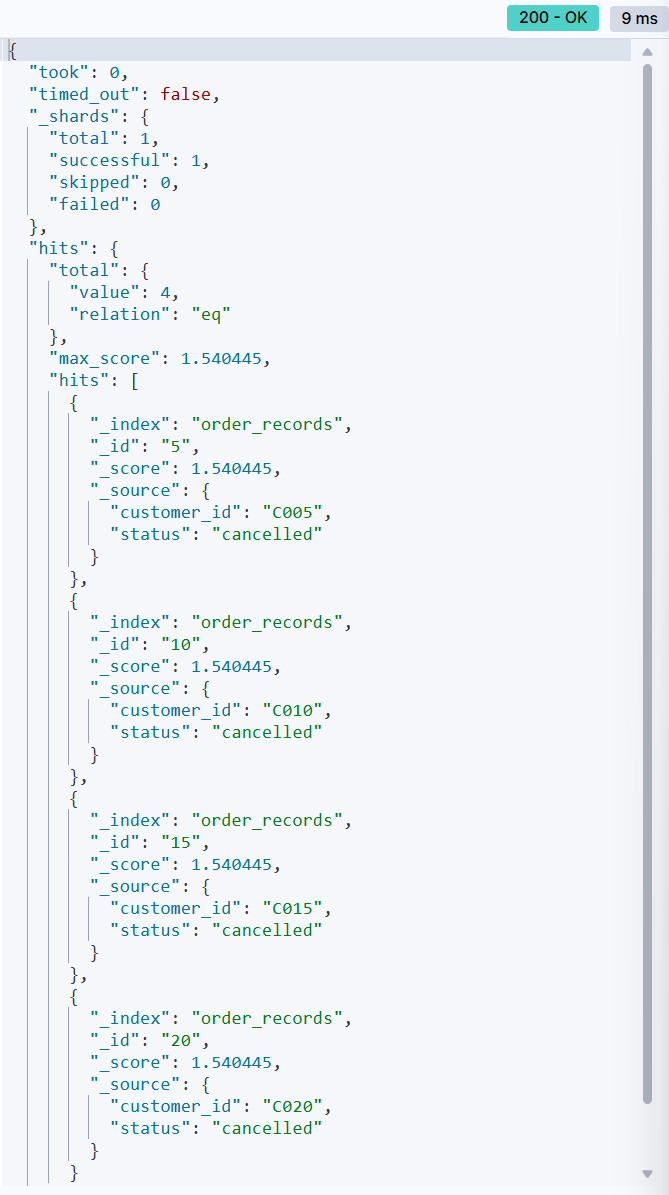 200 - OK
9 ms
{
  "took": 0,
  "timed_out": false,
  "_shards": {
    "total": 1,
    "successful": 1,
    "skipped": 0,
    "failed": 0
  },
  "hits": {
    "total": {
      "value": 4,
      "relation": "eq"
    },
    "max_score": 1.540445,
    "hits": [
      {
        "_index": "order_records",
        "_id": "5",
        "_score": 1.540445,
        "_source": {
          "customer_id": "C005",
          "status": "cancelled"
        }
      },
      {
        "_index": "order_records",
        "_id": "10",
        "_score": 1.540445,
        "_source": {
          "customer_id": "C010",
          "status": "cancelled"
        }
      },
      {
        "_index": "order_records",
        "_id": "15",
        "_score": 1.540445,
        "_source": {
          "customer_id": "C015",
          "status": "cancelled"
        }
      },
      {
        "_index": "order_records",
        "_id": "20",
        "_score": 1.540445,
        "_source": {
          "customer_id": "C020",
          "status": "cancelled"
        }
      }